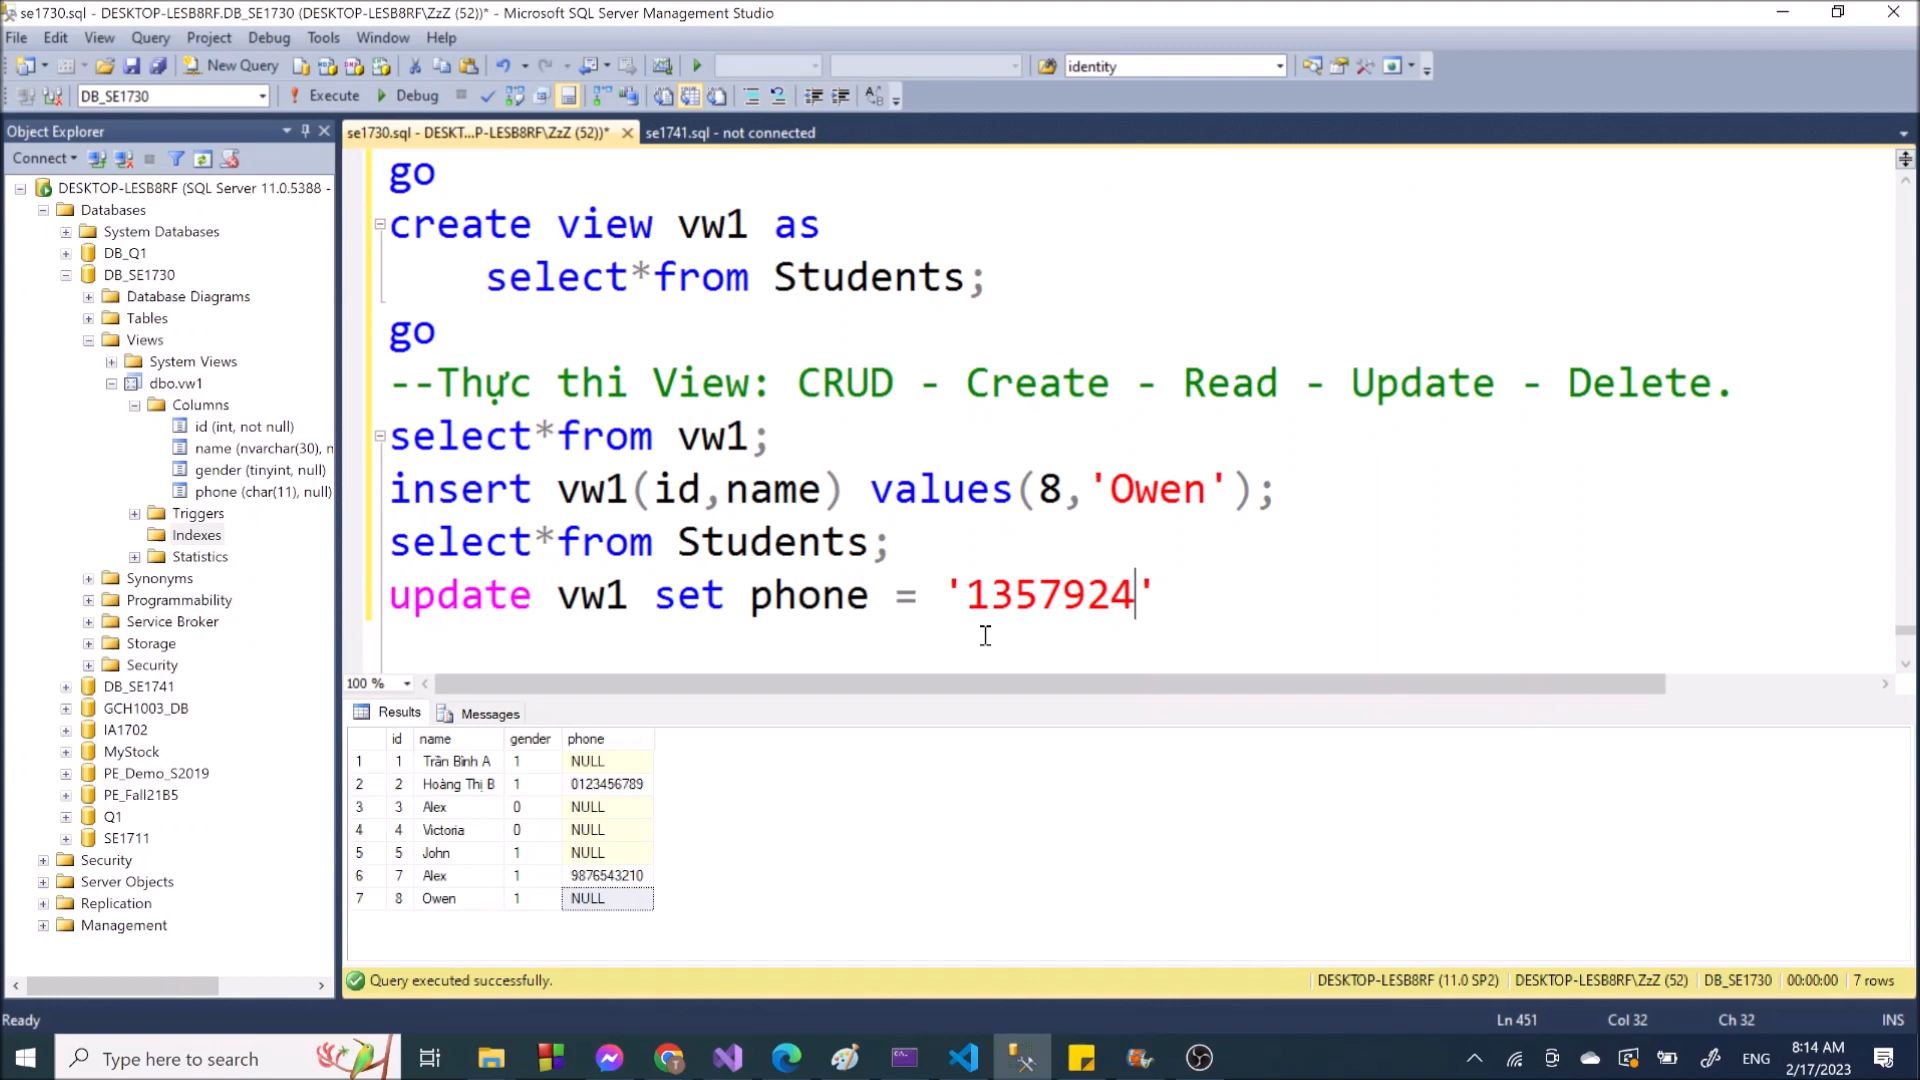 se1730.sql - DESKTOP-LESB8RF.DB_SE1730 (DESKTOP-LESB8RF\ZzZ (52))* - Microsoft SQL Server Management Studio
File Edit View Query Project Debug Tools Window Help
New Query identity
DB_SE1730 Execute Debug
Object Explorer
Connect
DESKTOP-LESB8RF (SQL Server 11.0.5388 -
Databases
System Databases
DB_Q1
DB_SE1730
Database Diagrams
Tables
Views
System Views
dbo.vw1
Columns
id (int, not null)
name (nvarchar(30), n
gender (tinyint, null)
phone (char(11), null)
Triggers
Indexes
Statistics
Synonyms
Programmability
Service Broker
Storage
Security
DB_SE1741
GCH1003_DB
IA1702
MyStock
PE_Demo_S2019
PE_Fall21B5
Q1
SE1711
Security
Server Objects
Replication
Management
se1730.sql - DESKT...P-LESB8RF\ZzZ (52))* se1741.sql - not connected
go
create view vw1 as
select*from Students;
go
--Thực thi View: CRUD - Create - Read - Update - Delete.
select*from vw1;
insert vw1(id,name) values(8,'Owen');
select*from Students;
update vw1 set phone = '1357924'
100 %
Results Messages
id name gender phone
1 1 Trần Bình A 1 NULL
2 2 Hoàng Thị B 1 0123456789
3 3 Alex 0 NULL
4 4 Victoria 0 NULL
5 5 John 1 NULL
6 7 Alex 1 9876543210
7 8 Owen 1 NULL
Query executed successfully. DESKTOP-LESB8RF (11.0 SP2) DESKTOP-LESB8RF\ZzZ (52) DB_SE1730 00:00:00 7 rows
Ready Ln 451 Col 32 Ch 32 INS
Type here to search ENG 8:14 AM
2/17/2023